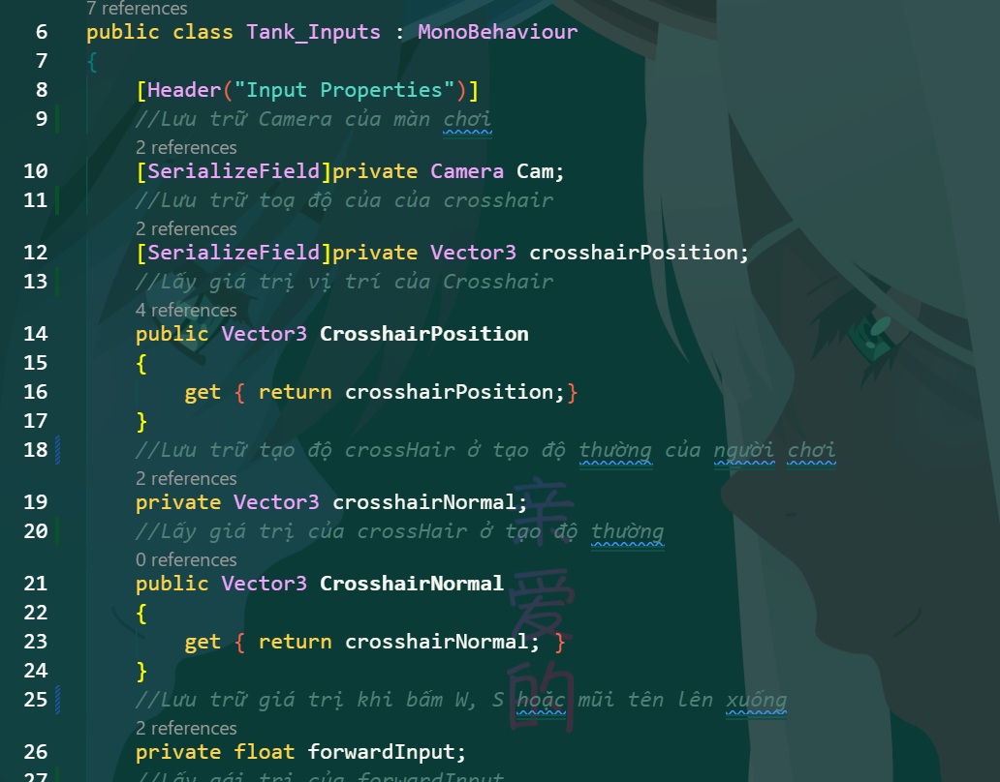 7 references
6 public class Tank_Inputs : MonoBehaviour
7 {
8 [Header("Input Properties")]
9 //Lưu trữ Camera của màn chơi
2 references
10 [SerializeField]private Camera Cam;
11 //Lưu trữ toạ độ của của crosshair
2 references
12 [SerializeField]private Vector3 crosshairPosition;
13 //Lấy giá trị vị trí của Crosshair
4 references
14 public Vector3 CrosshairPosition
15 {
16 get { return crosshairPosition;}
17 }
18 //Lưu trữ tạo độ crossHair ở tạo độ thường của người chơi
2 references
19 private Vector3 crosshairNormal;
20 //Lấy giá trị của crossHair ở tạo độ thường
0 references
21 public Vector3 CrosshairNormal
22 {
23 get { return crosshairNormal; }
24 }
25 //Lưu trữ giá trị khi bấm W, S hoặc mũi tên lên xuống
2 references
26 private float forwardInput;
27 //Lấy gái trị của forwardInput
亲爱的